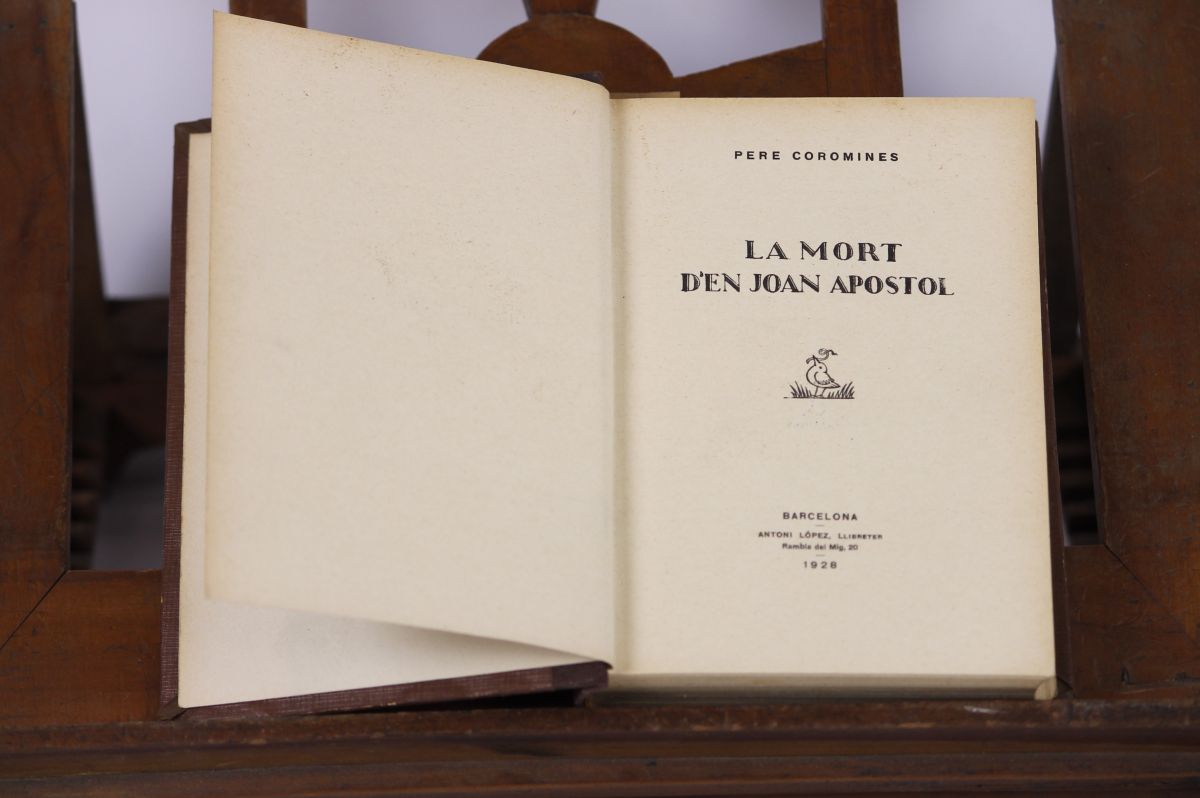 PERE COROMINES
LA MORT
D'EN JOAN APOSTOL
BARCELONA
ANTONI LÓPEZ, LLIBRETER
Rambla del Mig, 20
1928